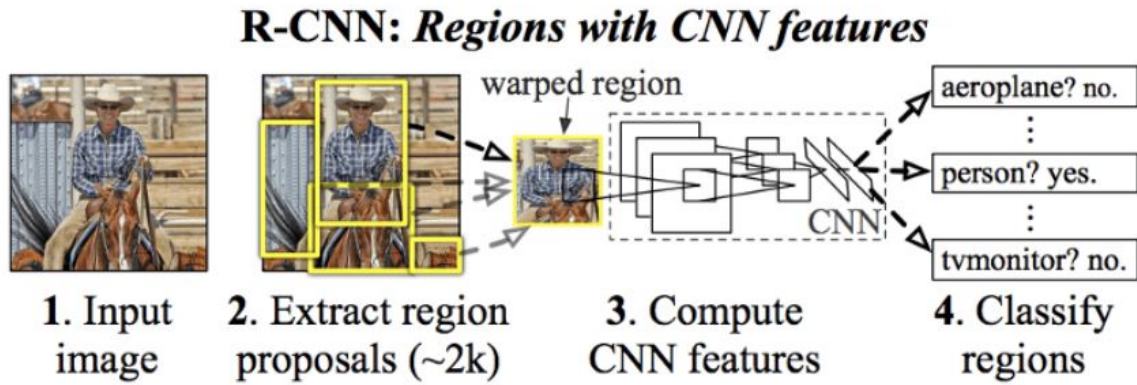 R-CNN: Regions with CNN features
warped region
aeroplane? no.
⋮
person? yes.
⋮
tvmonitor? no.
CNN
1. Input
image
2. Extract region
proposals (~2k)
3. Compute
CNN features
4. Classify
regions